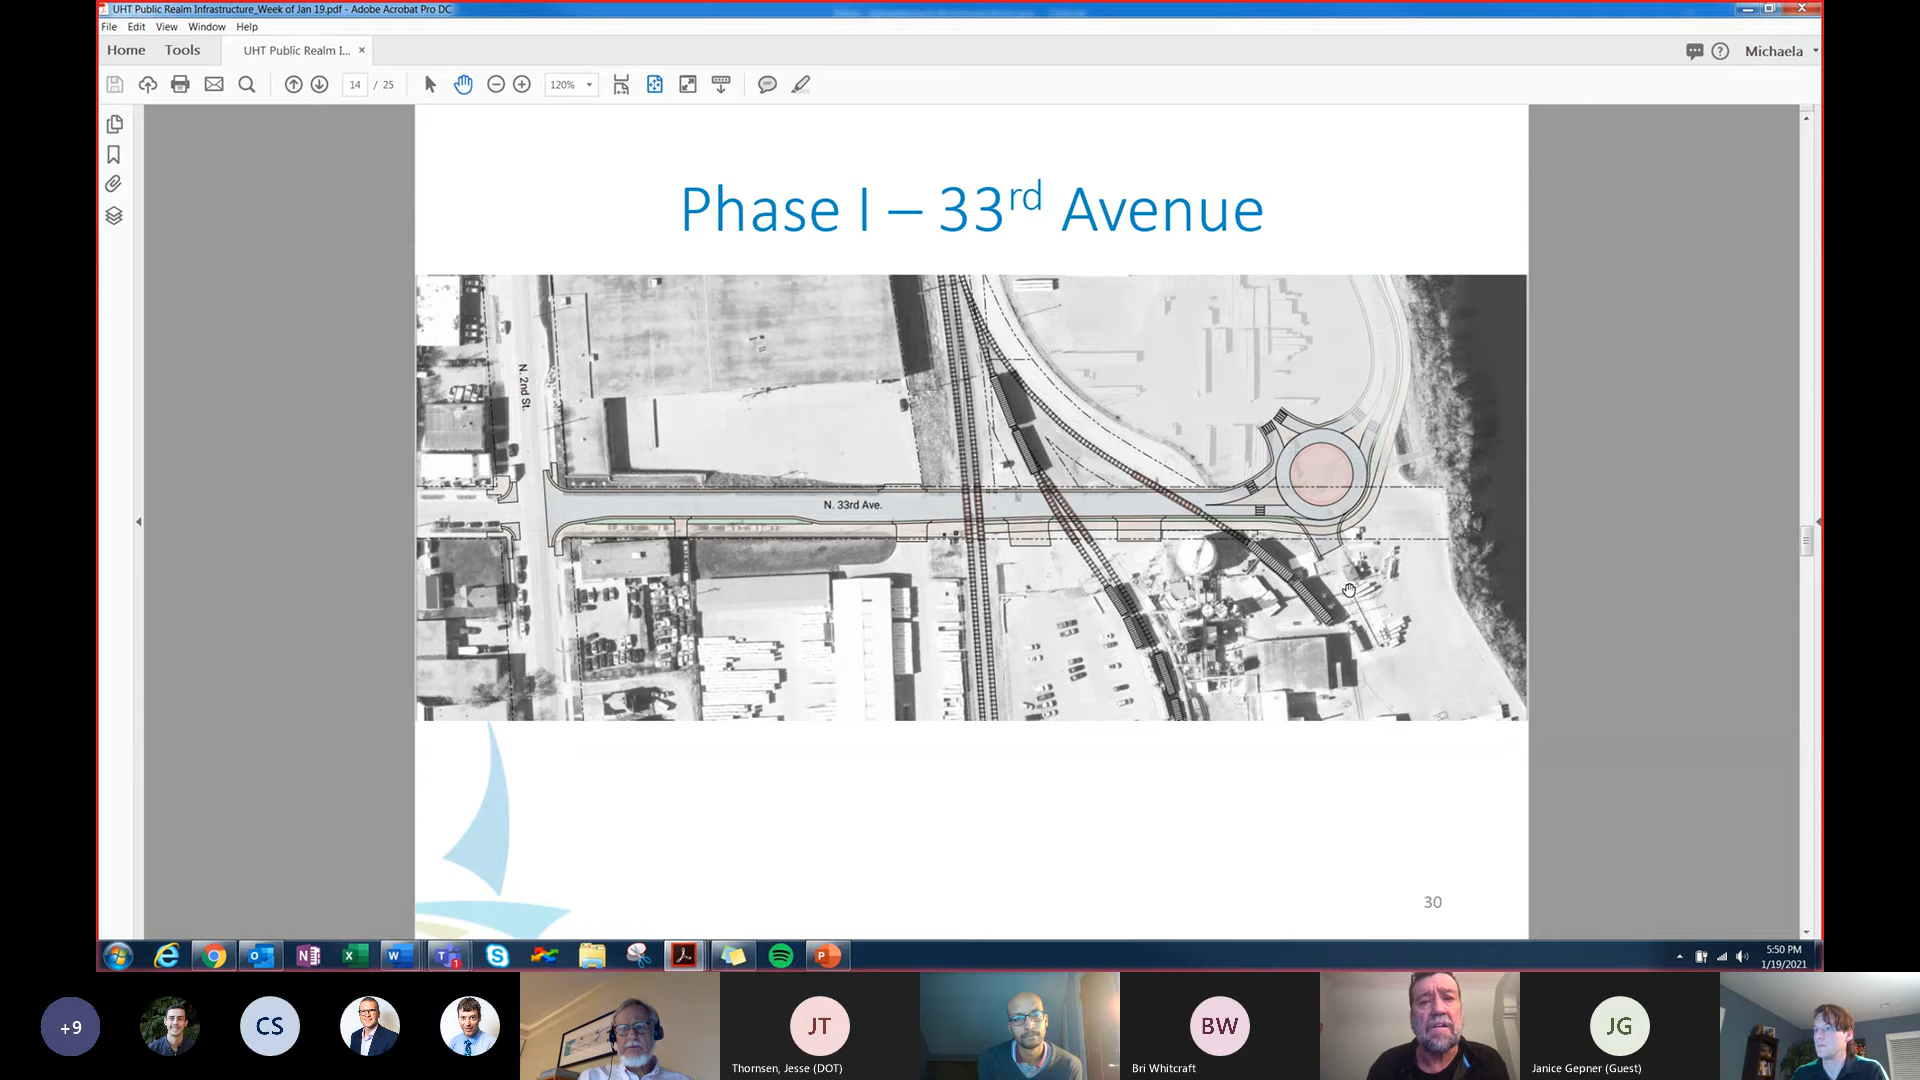 UHT Public Realm Infrastructure_Week of Jan 19.pdf - Adobe Acrobat Pro DC
File Edit View Window Help
Home Tools UHT Public Realm I... × Michaela
14 / 25 120%
Phase I – 33rd Avenue
N. 2nd St.
N. 33rd Ave.
30
5:50 PM
1/19/2021
+9 CS JT BW JG
Thornsen, Jesse (DOT) Bri Whitcraft Janice Gepner (Guest)